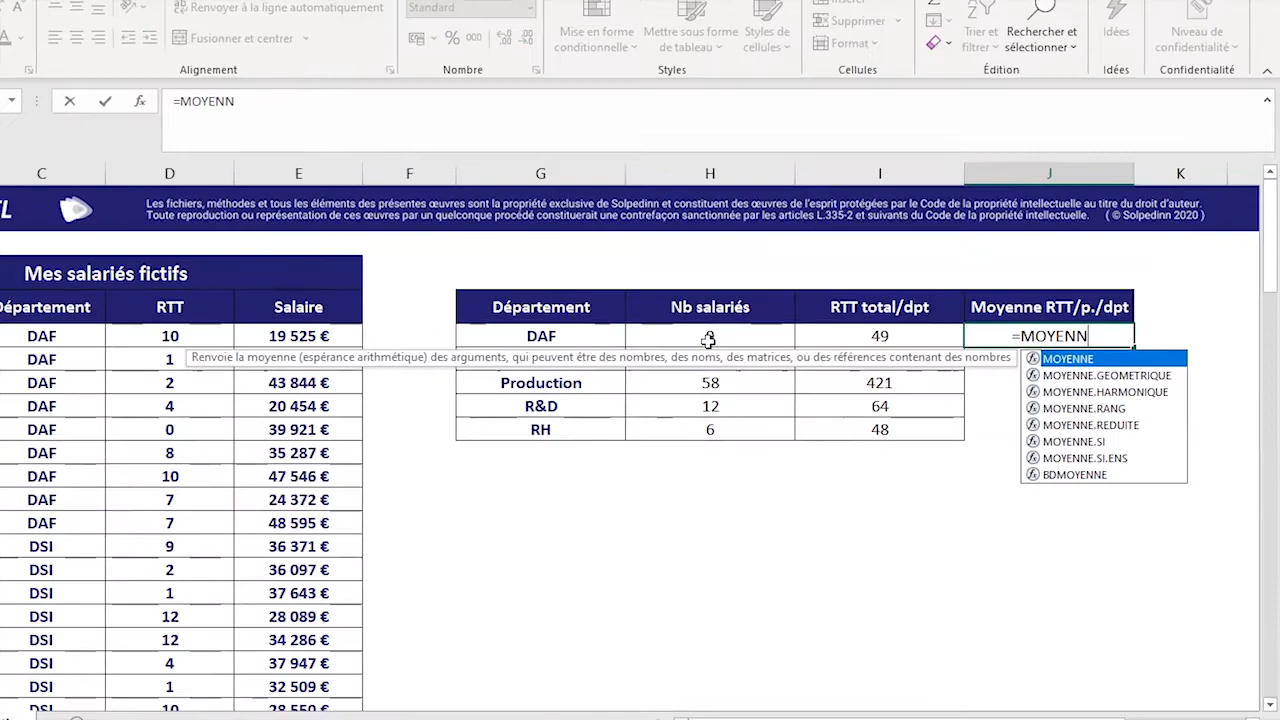 Renvoyer à la ligne automatiquement
Standard
Fusionner et centrer
% 000
Mise en forme conditionnelle
Mettre sous forme de tableau
Styles de cellules
Supprimer
Format
Trier et filtrer
Rechercher et sélectionner
Idées
Niveau de confidentialité
Alignement
Nombre
Styles
Cellules
Édition
Idées
Confidentialité
fx
=MOYENN
C D E F G H I J K
Les fichiers, méthodes et tous les éléments des présentes œuvres sont la propriété exclusive de Solpedinn et constituent des œuvres de l'esprit protégées par le Code de la propriété intellectuelle au titre du droit d'auteur.
Toute reproduction ou représentation de ces œuvres par un quelconque procédé constituerait une contrefaçon sanctionnée par les articles L.335-2 et suivants du Code de la propriété intellectuelle. ( © Solpedinn 2020 )
Mes salariés fictifs
Département RTT Salaire
DAF 10 19 525 €
DAF 1
DAF 2 43 844 €
DAF 4 20 454 €
DAF 0 39 921 €
DAF 8 35 287 €
DAF 10 47 546 €
DAF 7 24 372 €
DAF 7 48 595 €
DSI 9 36 371 €
DSI 2 36 097 €
DSI 1 37 643 €
DSI 12 28 089 €
DSI 12 34 286 €
DSI 4 37 947 €
DSI 1 32 509 €
10 28 550 €
Département Nb salariés RTT total/dpt Moyenne RTT/p./dpt
DAF 49 =MOYENN
Renvoie la moyenne (espérance arithmétique) des arguments, qui peuvent être des nombres, des noms, des matrices, ou des références contenant des nombres
Production 58 421
R&D 12 64
RH 6 48
MOYENNE
MOYENNE.GEOMETRIQUE
MOYENNE.HARMONIQUE
MOYENNE.RANG
MOYENNE.REDUITE
MOYENNE.SI
MOYENNE.SI.ENS
BDMOYENNE